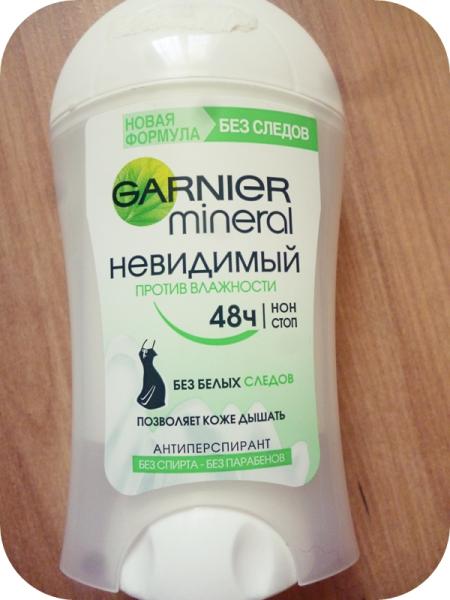 НОВАЯ
ФОРМУЛА
БЕЗ СЛЕДОВ
GARNIER
mineral
невидимый
ПРОТИВ ВЛАЖНОСТИ
48ч
НОН
СТОП
БЕЗ БЕЛЫХ СЛЕДОВ
ПОЗВОЛЯЕТ КОЖЕ ДЫШАТЬ
АНТИПЕРСПИРАНТ
БЕЗ СПИРТА - БЕЗ ПАРАБЕНОВ